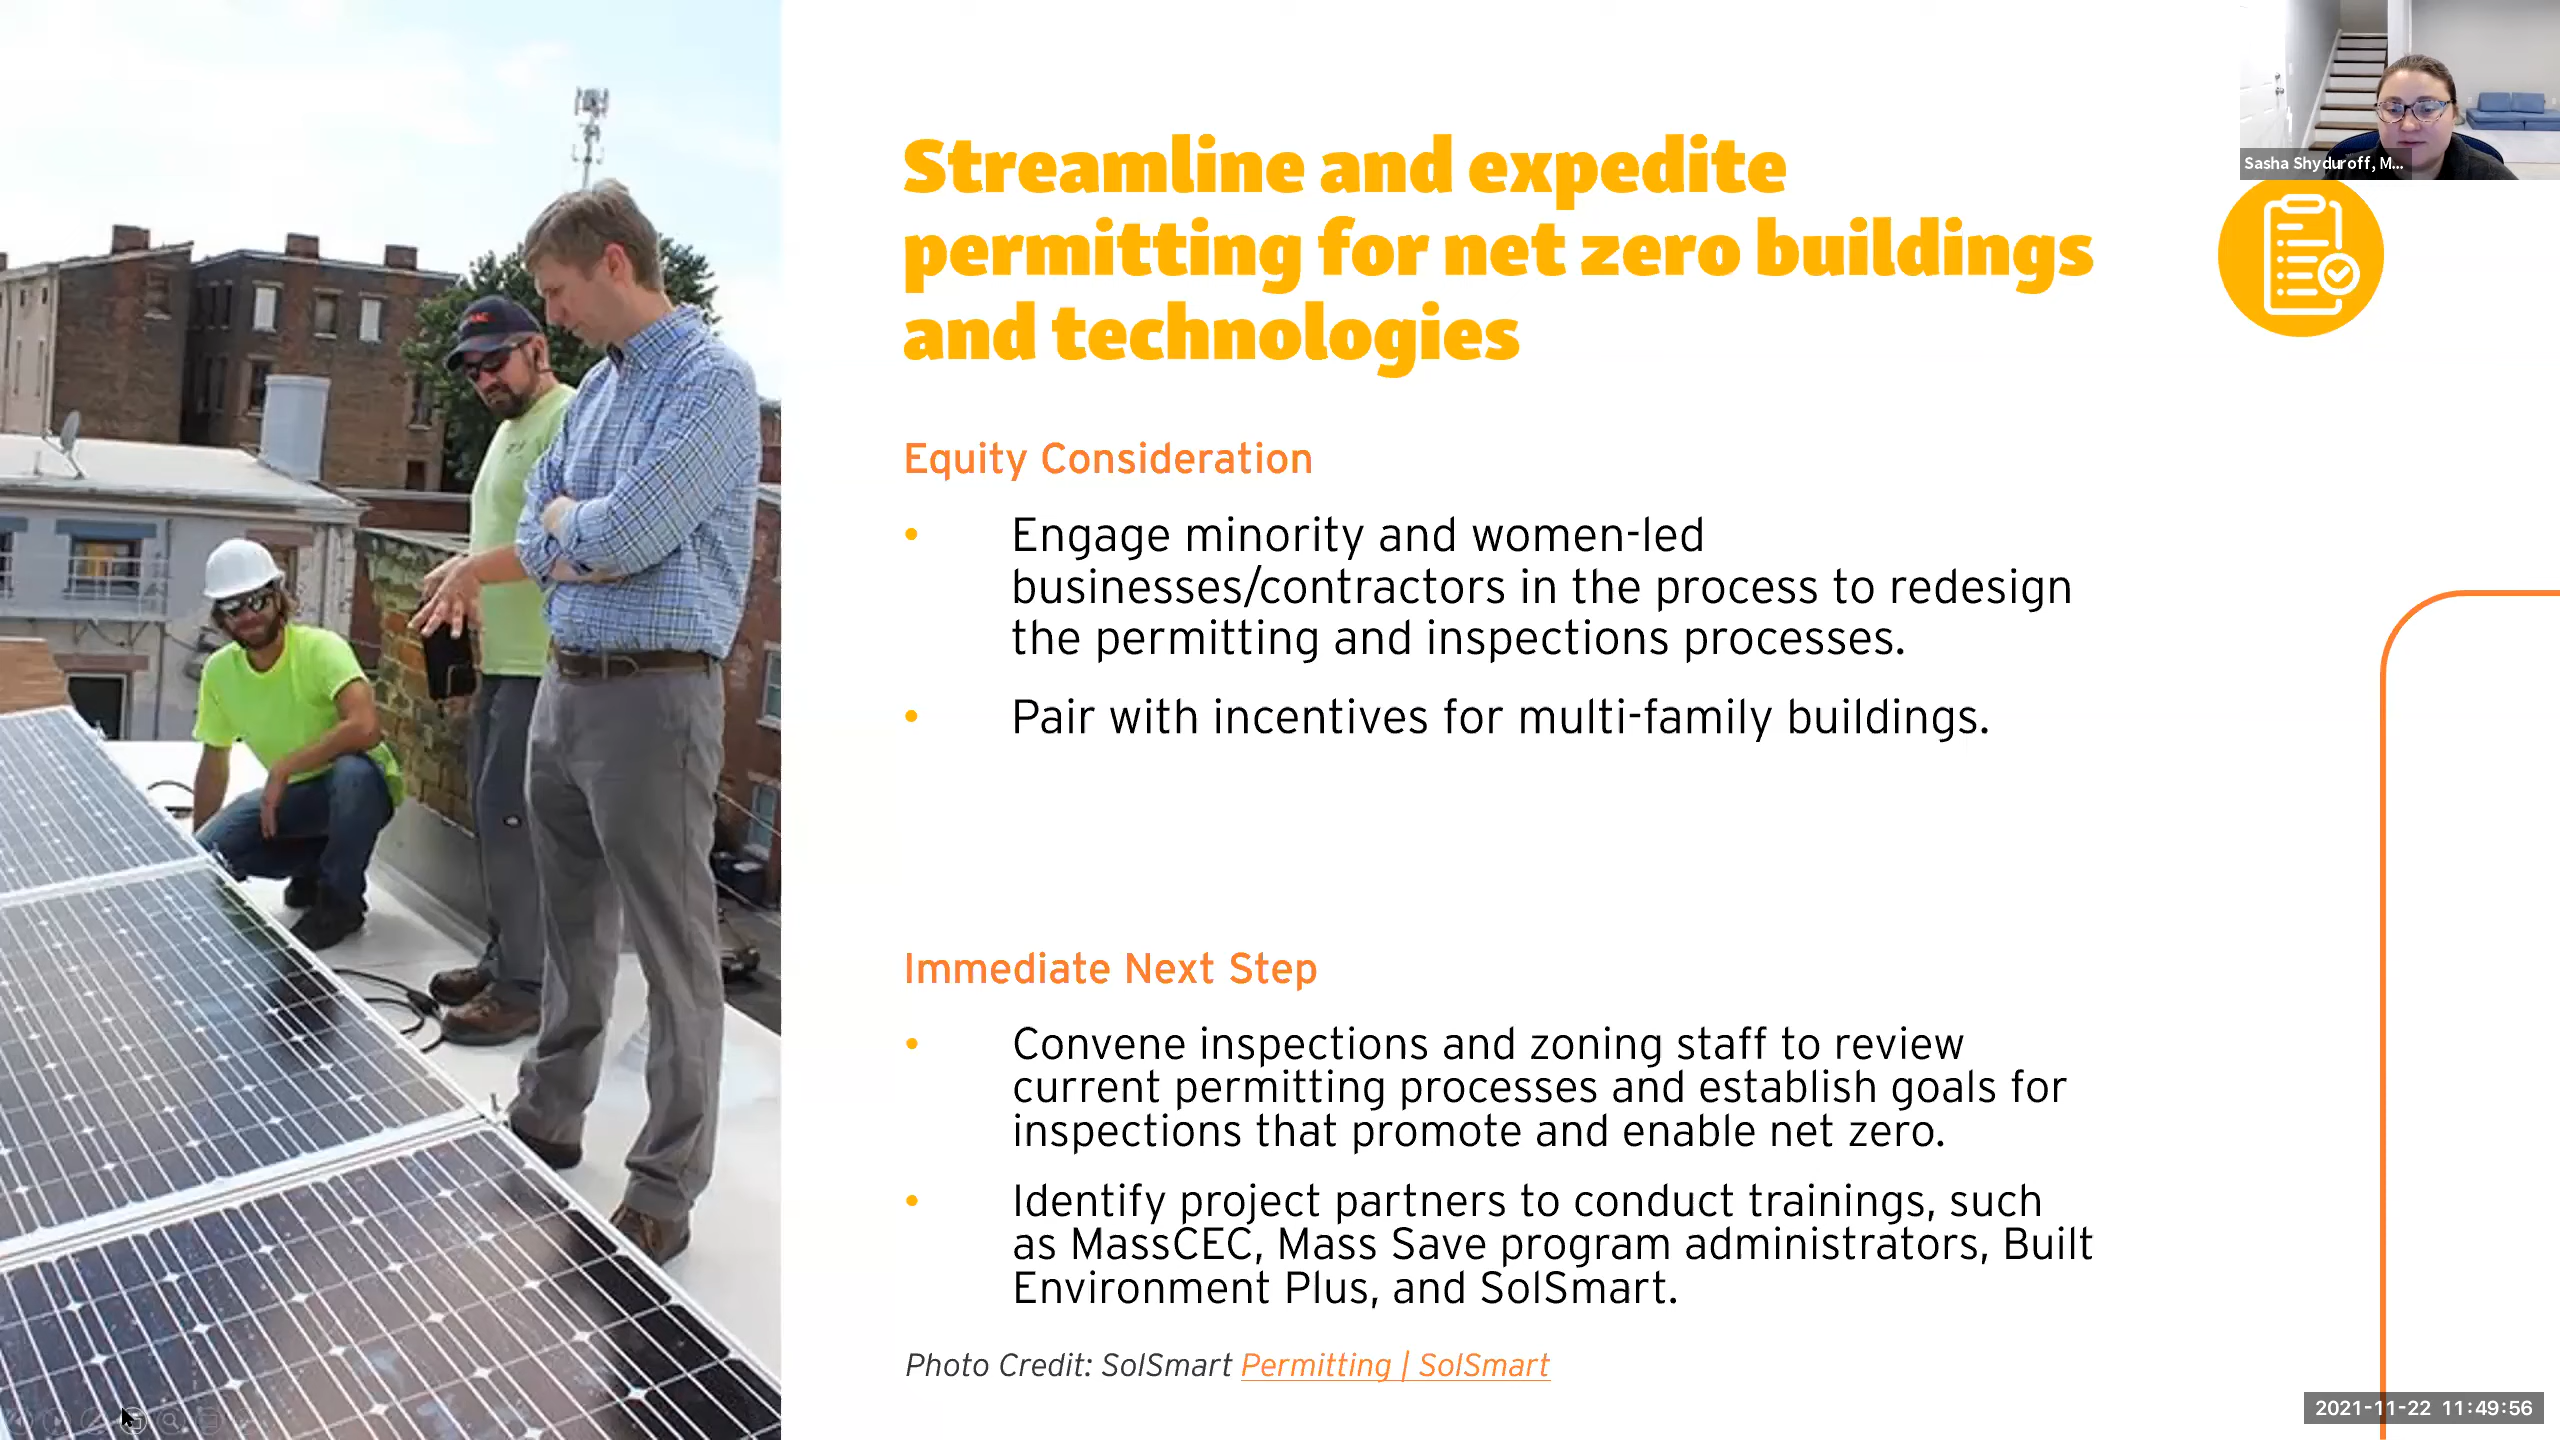 Sasha Shyduroff, M...
Streamline and expedite
permitting for net zero buildings
and technologies
Equity Consideration
• Engage minority and women-led
businesses/contractors in the process to redesign
the permitting and inspections processes.
• Pair with incentives for multi-family buildings.
Immediate Next Step
• Convene inspections and zoning staff to review
current permitting processes and establish goals for
inspections that promote and enable net zero.
• Identify project partners to conduct trainings, such
as MassCEC, Mass Save program administrators, Built
Environment Plus, and SolSmart.
Photo Credit: SolSmart Permitting | SolSmart
2021-11-22 11:49:56